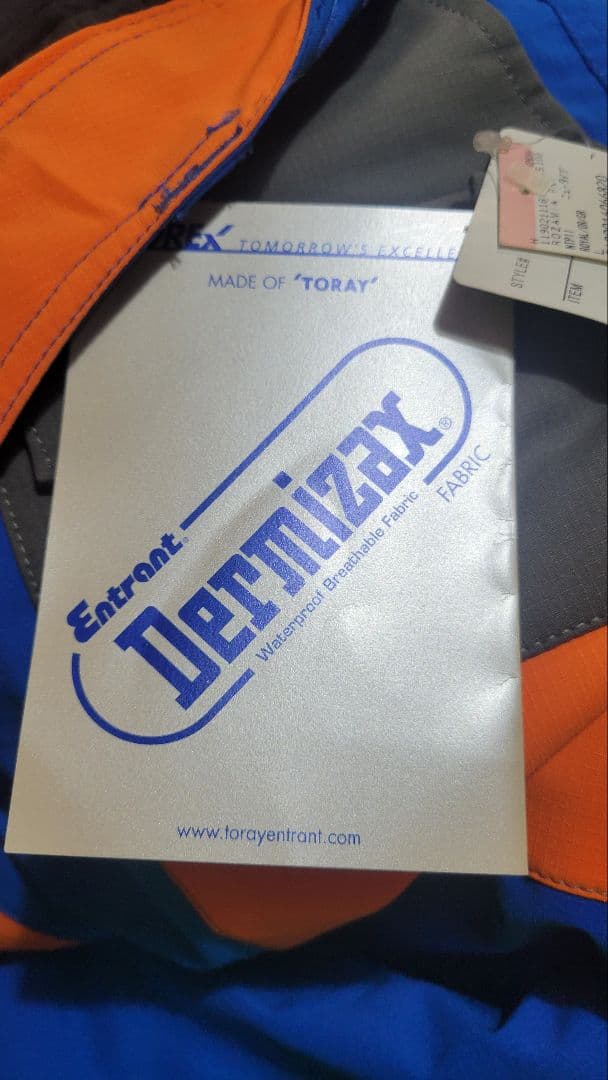 TOMORROW'S EXCELLE
MADE OF 'TORAY'
Entrant®
Dermizax®
Waterproof Breathable Fabric
FABRIC
www.torayentrant.com
STYLE#
ITEM